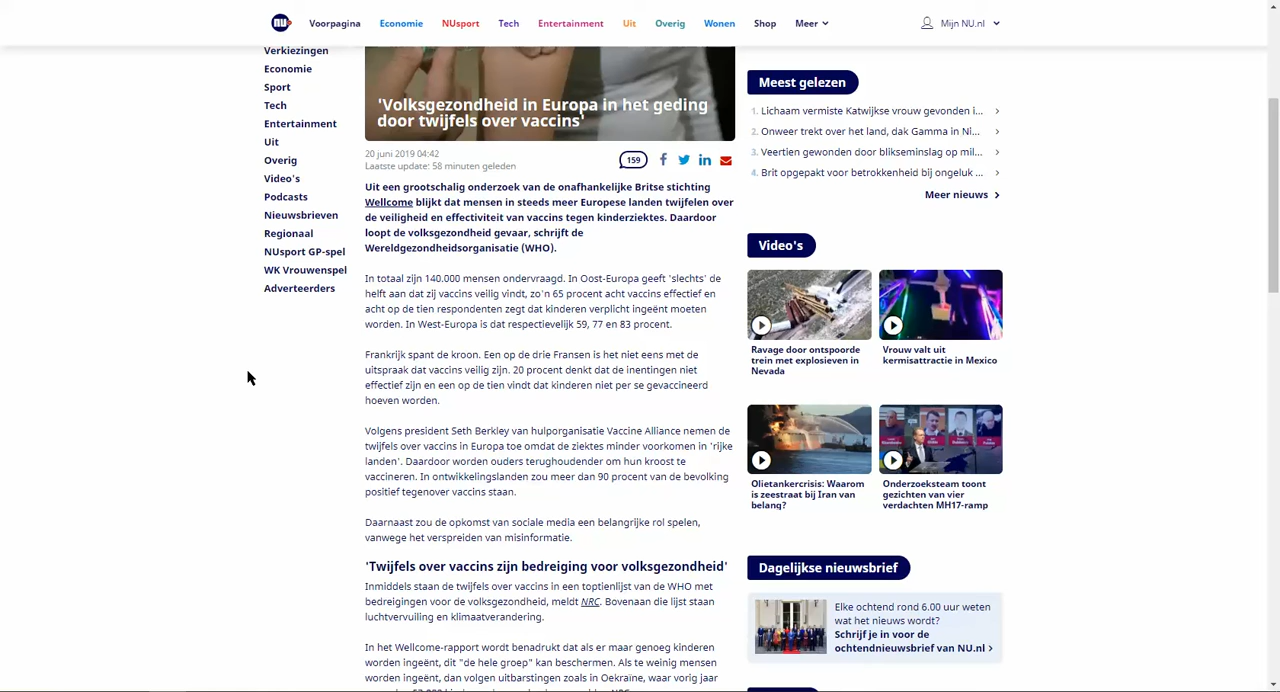 NU
Voorpagina Economie NUsport Tech Entertainment Uit Overig Wonen Shop Meer
Mijn NU.nl
Verkiezingen
Economie
Sport
Tech
Entertainment
Uit
Overig
Video's
Podcasts
Nieuwsbrieven
Regionaal
NUsport GP-spel
WK Vrouwenspel
Adverteerders
'Volksgezondheid in Europa in het geding
door twijfels over vaccins'
20 juni 2019 04:42
Laatste update: 58 minuten geleden
159
Uit een grootschalig onderzoek van de onafhankelijke Britse stichting
Wellcome blijkt dat mensen in steeds meer Europese landen twijfelen over
de veiligheid en effectiviteit van vaccins tegen kinderziektes. Daardoor
loopt de volksgezondheid gevaar, schrijft de
Wereldgezondheidsorganisatie (WHO).
In totaal zijn 140.000 mensen ondervraagd. In Oost-Europa geeft 'slechts' de
helft aan dat zij vaccins veilig vindt, zo'n 65 procent acht vaccins effectief en
acht op de tien respondenten zegt dat kinderen verplicht ingeënt moeten
worden. In West-Europa is dat respectievelijk 59, 77 en 83 procent.
Frankrijk spant de kroon. Een op de drie Fransen is het niet eens met de
uitspraak dat vaccins veilig zijn. 20 procent denkt dat de inentingen niet
effectief zijn en een op de tien vindt dat kinderen niet per se gevaccineerd
hoeven worden.
Volgens president Seth Berkley van hulporganisatie Vaccine Alliance nemen de
twijfels over vaccins in Europa toe omdat de ziektes minder voorkomen in 'rijke
landen'. Daardoor worden ouders terughoudender om hun kroost te
vaccineren. In ontwikkelingslanden zou meer dan 90 procent van de bevolking
positief tegenover vaccins staan.
Daarnaast zou de opkomst van sociale media een belangrijke rol spelen,
vanwege het verspreiden van misinformatie.
'Twijfels over vaccins zijn bedreiging voor volksgezondheid'
Inmiddels staan de twijfels over vaccins in een toptienlijst van de WHO met
bedreigingen voor de volksgezondheid, meldt NRC. Bovenaan die lijst staan
luchtvervuiling en klimaatverandering.
In het Wellcome-rapport wordt benadrukt dat als er maar genoeg kinderen
worden ingeënt, dit "de hele groep" kan beschermen. Als te weinig mensen
worden ingeënt, dan volgen uitbarstingen zoals in Oekraïne, waar vorig jaar
Meest gelezen
1. Lichaam vermiste Katwijkse vrouw gevonden i...
2. Onweer trekt over het land, dak Gamma in Ni...
3. Veertien gewonden door blikseminslag op mil...
4. Brit opgepakt voor betrokkenheid bij ongeluk ...
Meer nieuws
Video's
Ravage door ontspoorde
trein met explosieven in
Nevada
Vrouw valt uit
kermisattractie in Mexico
Olietankercrisis: Waarom
is zeestraat bij Iran van
belang?
Onderzoeksteam toont
gezichten van vier
verdachten MH17-ramp
Dagelijkse nieuwsbrief
Elke ochtend rond 6.00 uur weten
wat het nieuws wordt?
Schrijf je in voor de
ochtendnieuwsbrief van NU.nl